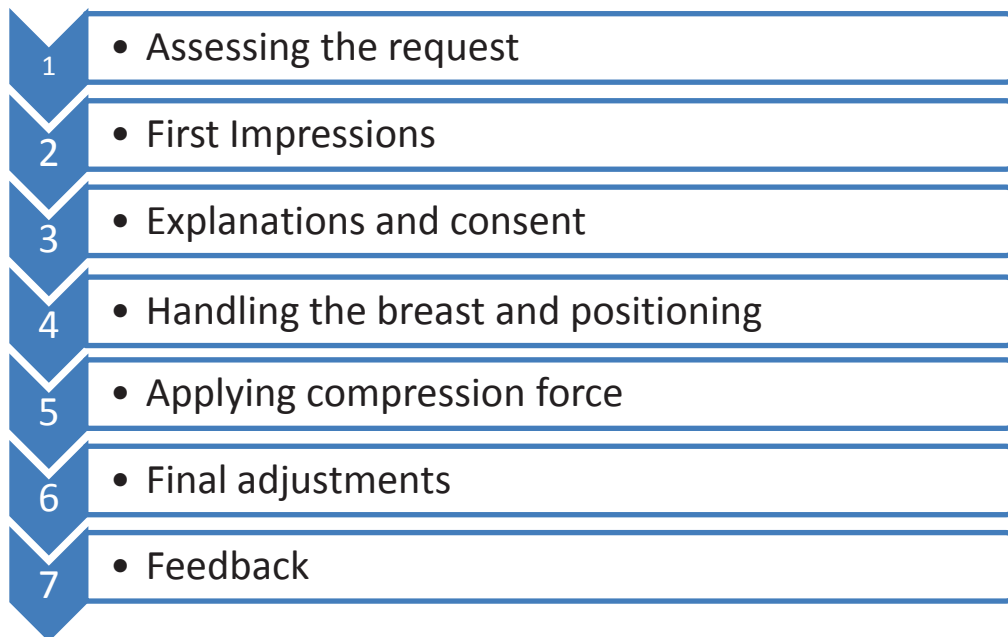 1 • Assessing the request
2 • First Impressions
3 • Explanations and consent
4 • Handling the breast and positioning
5 • Applying compression force
6 • Final adjustments
7 • Feedback